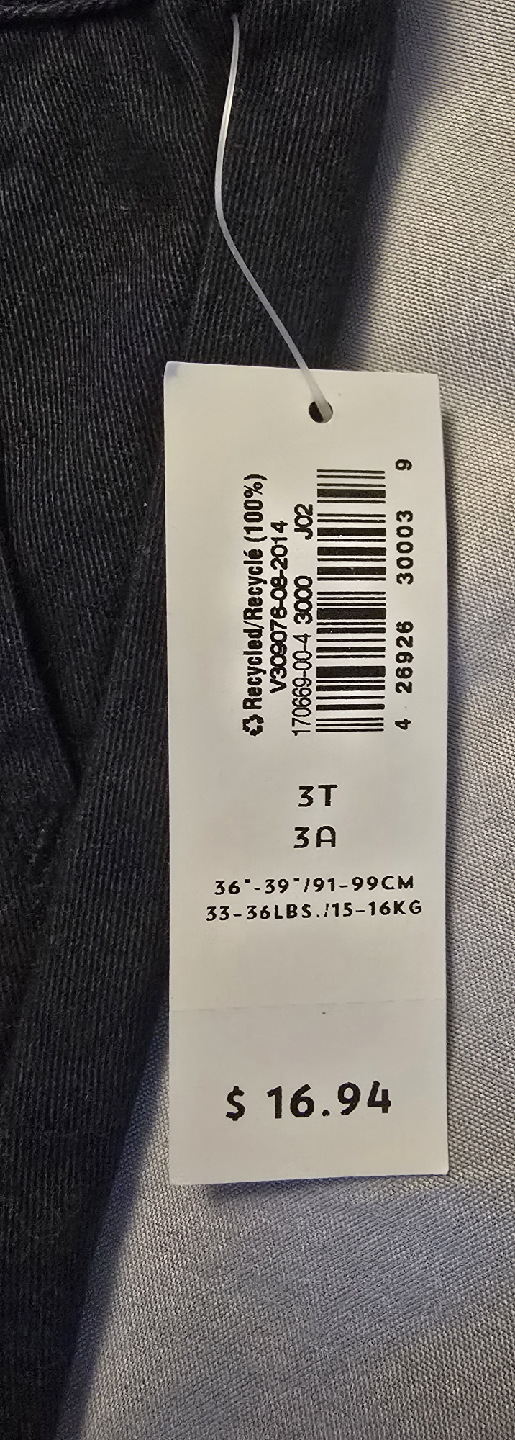 Recycled/Recyclé (100%)
V309076-08-2014
170669-00-4 3000 J02
4 26926 30003 9
3T
3A
36"-39"/91-99CM
33-36LBS./15-16KG
$ 16.94